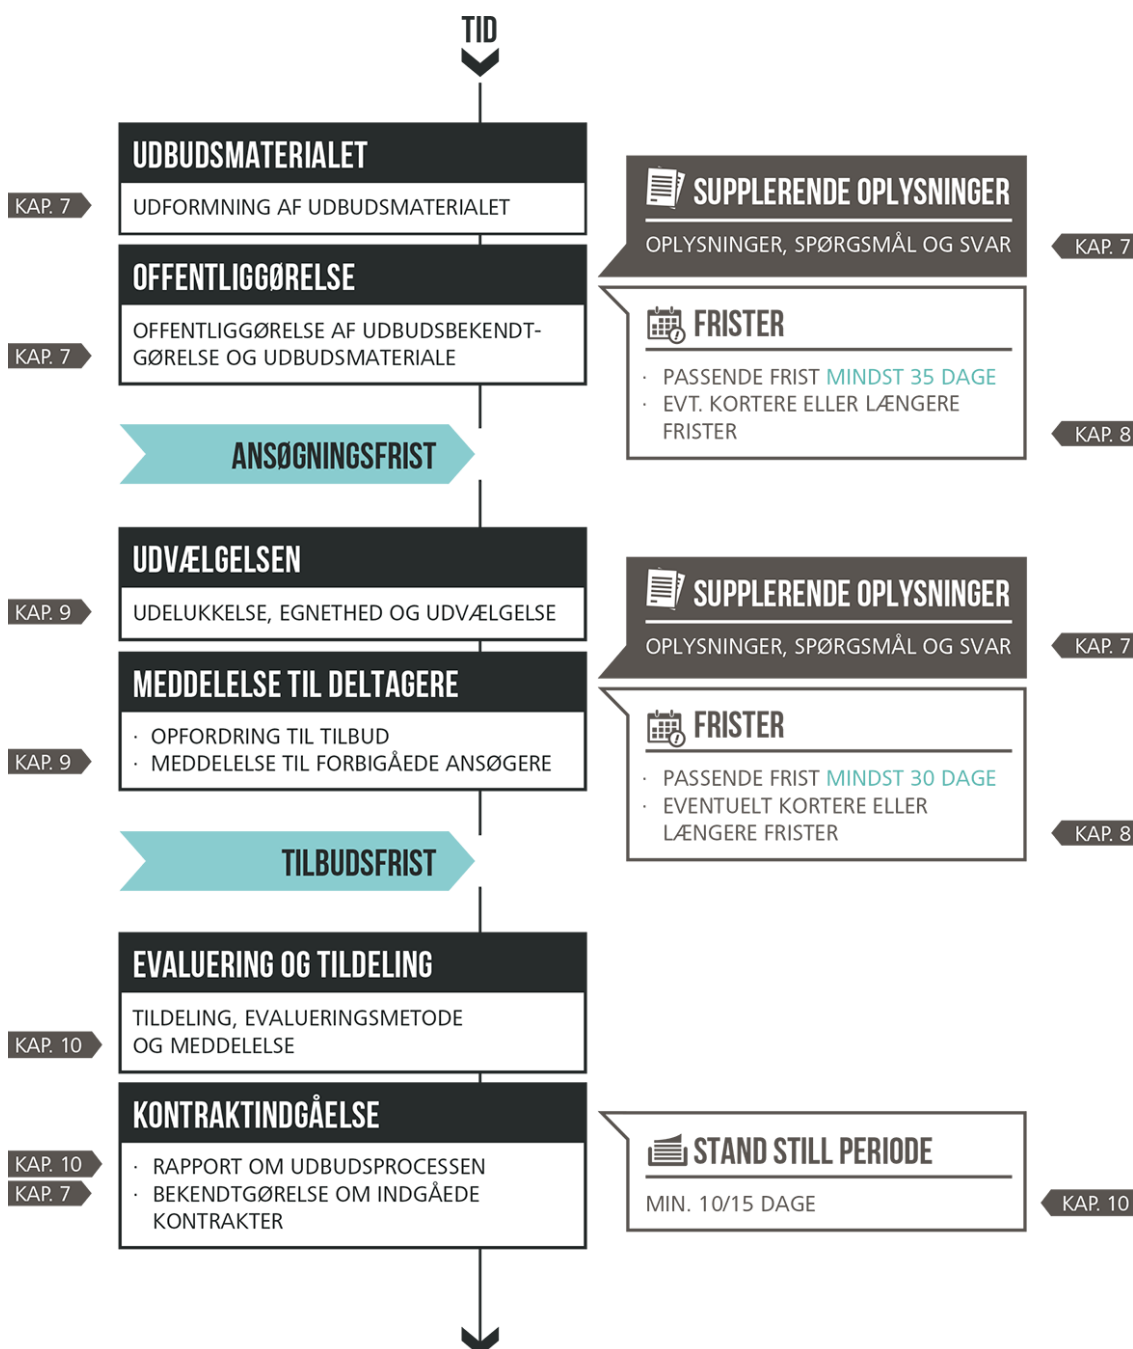 TID
UDBUDSMATERIALET
KAP. 7
UDFORMNING AF UDBUDSMATERIALET
SUPPLERENDE OPLYSNINGER
OPLYSNINGER, SPØRGSMÅL OG SVAR
KAP. 7
OFFENTLIGGØRELSE
OFFENTLIGGØRELSE AF UDBUDSBEKENDT-
GØRELSE OG UDBUDSMATERIALE
KAP. 7
FRISTER
· PASSENDE FRIST MINDST 35 DAGE
· EVT. KORTERE ELLER LÆNGERE
FRISTER
KAP. 8
ANSØGNINGSFRIST
UDVÆLGELSEN
KAP. 9
UDELUKKELSE, EGNETHED OG UDVÆLGELSE
SUPPLERENDE OPLYSNINGER
OPLYSNINGER, SPØRGSMÅL OG SVAR
KAP. 7
MEDDELELSE TIL DELTAGERE
· OPFORDRING TIL TILBUD
· MEDDELELSE TIL FORBIGÅEDE ANSØGERE
KAP. 9
FRISTER
· PASSENDE FRIST MINDST 30 DAGE
· EVENTUELT KORTERE ELLER
LÆNGERE FRISTER
KAP. 8
TILBUDSFRIST
EVALUERING OG TILDELING
TILDELING, EVALUERINGSMETODE
OG MEDDELELSE
KAP. 10
KONTRAKTINDGÅELSE
KAP. 10
· RAPPORT OM UDBUDSPROCESSEN
KAP. 7
· BEKENDTGØRELSE OM INDGÅEDE
KONTRAKTER
STAND STILL PERIODE
MIN. 10/15 DAGE
KAP. 10